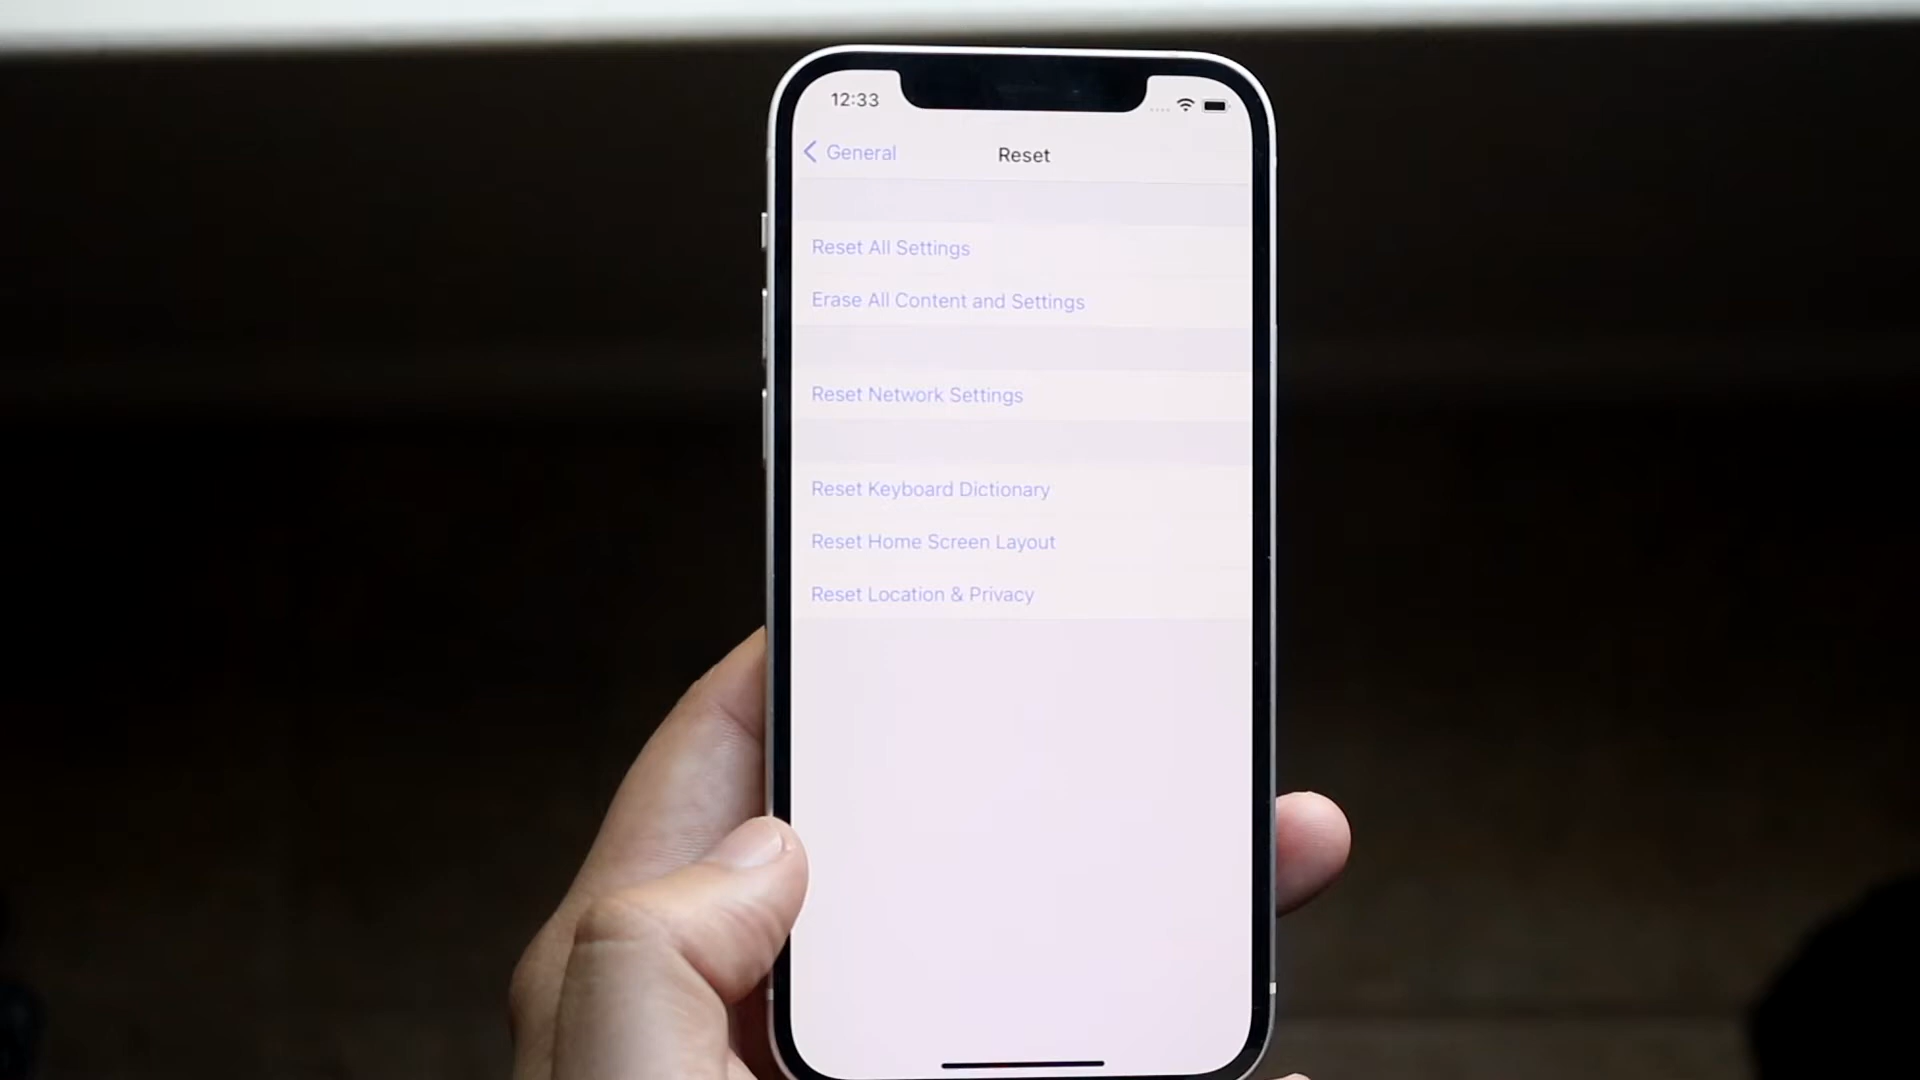 12:33
General
Reset
Reset All Settings
Erase All Content and Settings
Reset Network Settings
Reset Keyboard Dictionary
Reset Home Screen Layout
Reset Location & Privacy